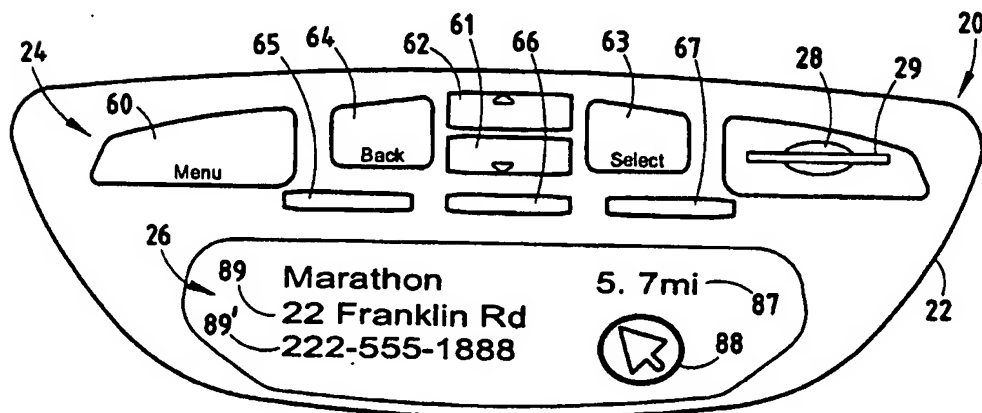 61
64 62 66 63 67 20
65 28
24 29
60
Back
Menu Select
26
89 Marathon 5. 7mi 87
22 Franklin Rd 22
89' 222-555-1888 88